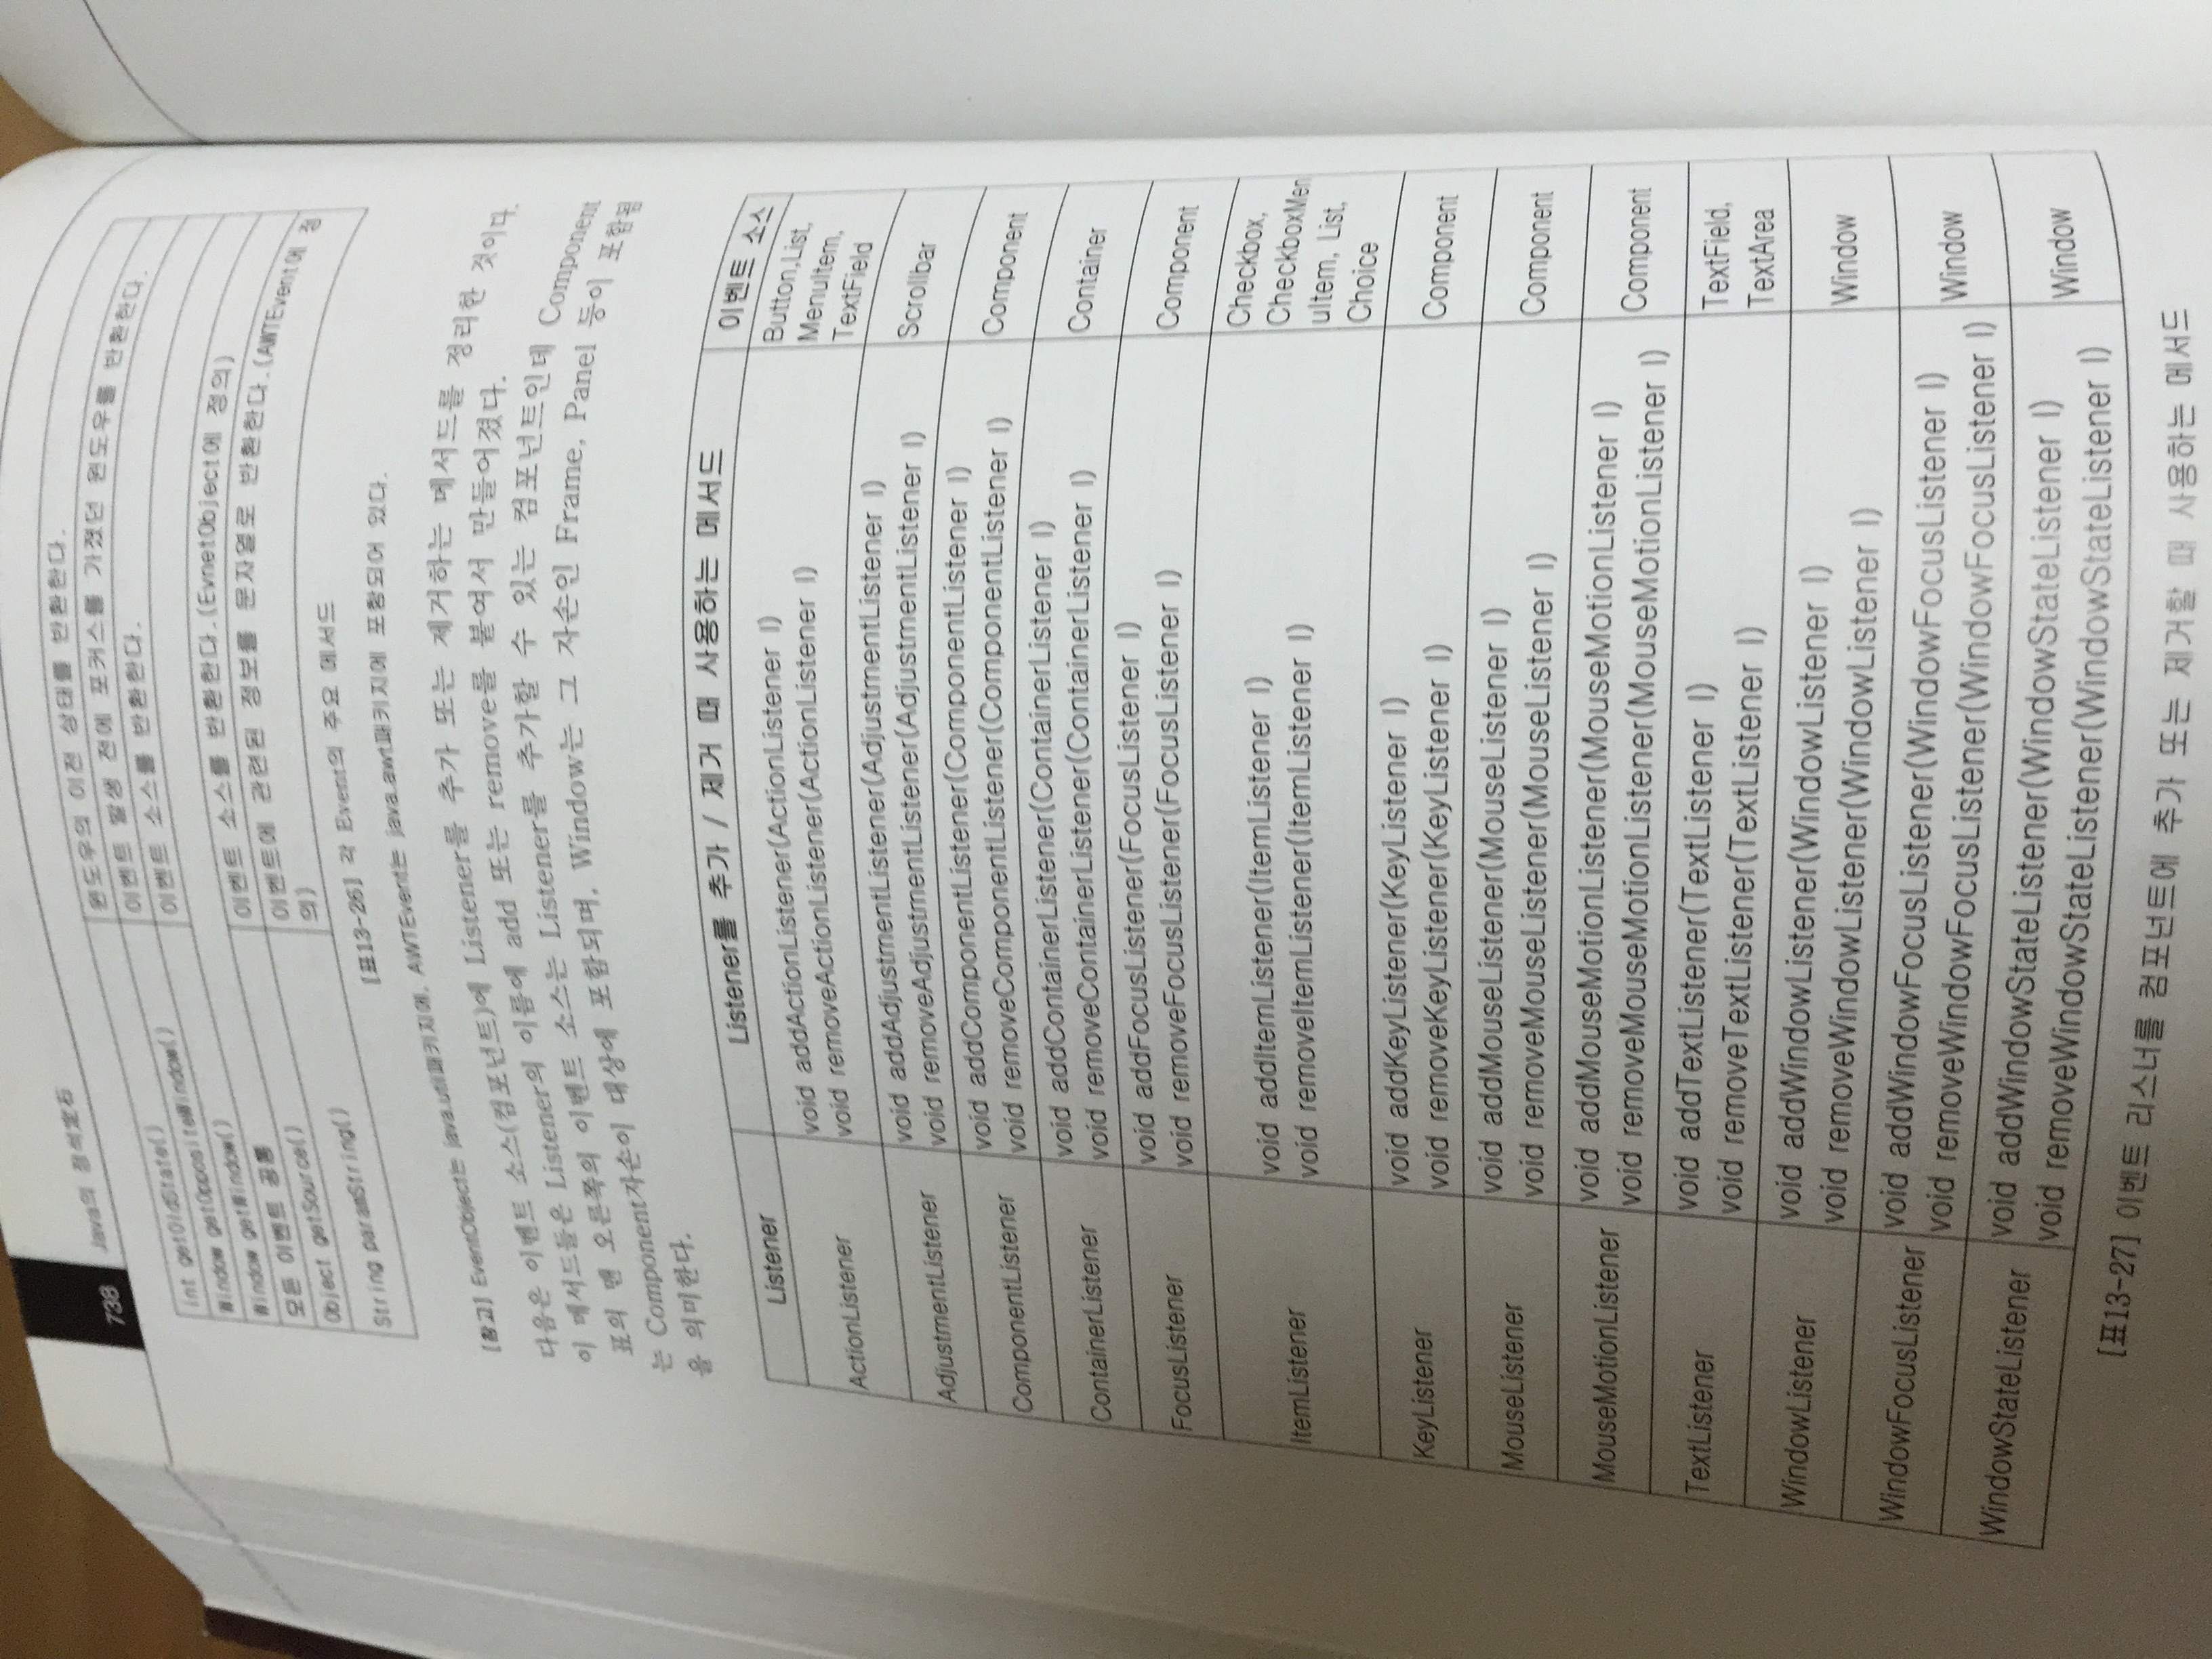 738
Java의 정석定石
int getOldState()
윈도우의 이전 상태를 반환한다.
Window getOppositeWindow()
이벤트 발생 전에 포커스를 가졌던 윈도우를 반환한다.
Window getWindow()
이벤트 소스를 반환한다.
모든 이벤트 공통
Object getSource()
이벤트 소스를 반환한다.(EvnetObject에 정의)
String paramString()
이벤트에 관련된 정보를 문자열로 반환한다.(AWTEvent에 정
의)
[표13-26] 각 Event의 주요 메서드
[참고] EventObject는 java.util패키지에, AWTEvent는 java.awt패키지에 포함되어 있다.
다음은 이벤트 소스(컴포넌트)에 Listener를 추가 또는 제거하는 메서드를 정리한 것이다.
이 메서드들은 Listener의 이름에 add 또는 remove를 붙여서 만들어졌다.
표의 맨 오른쪽의 이벤트 소스는 Listener를 추가할 수 있는 컴포넌트인데 Component
는 Component자손이 대상에 포함되며, Window는 그 자손인 Frame, Panel 등이 포함됨
을 의미한다.
Listener
Listener를 추가 / 제거 때 사용하는 메서드
이벤트 소스
ActionListener
void addActionListener(ActionListener l)
void removeActionListener(ActionListener l)
Button,List,
MenuItem,
TextField
AdjustmentListener
void addAdjustmentListener(AdjustmentListener l)
void removeAdjustmentListener(AdjustmentListener l)
Scrollbar
ComponentListener
void addComponentListener(ComponentListener l)
void removeComponentListener(ComponentListener l)
Component
ContainerListener
void addContainerListener(ContainerListener l)
void removeContainerListener(ContainerListener l)
Container
FocusListener
void addFocusListener(FocusListener l)
void removeFocusListener(FocusListener l)
Component
ItemListener
void addItemListener(ItemListener l)
void removeItemListener(ItemListener l)
Checkbox,
CheckboxMen
uItem, List,
Choice
KeyListener
void addKeyListener(KeyListener l)
void removeKeyListener(KeyListener l)
Component
MouseListener
void addMouseListener(MouseListener l)
void removeMouseListener(MouseListener l)
Component
MouseMotionListener
void addMouseMotionListener(MouseMotionListener l)
void removeMouseMotionListener(MouseMotionListener l)
Component
TextListener
void addTextListener(TextListener l)
void removeTextListener(TextListener l)
TextField,
TextArea
WindowListener
void addWindowListener(WindowListener l)
void removeWindowListener(WindowListener l)
Window
WindowFocusListener
void addWindowFocusListener(WindowFocusListener l)
void removeWindowFocusListener(WindowFocusListener l)
Window
WindowStateListener
void addWindowStateListener(WindowStateListener l)
void removeWindowStateListener(WindowStateListener l)
Window
[표13-27] 이벤트 리스너를 컴포넌트에 추가 또는 제거할 때 사용하는 메서드